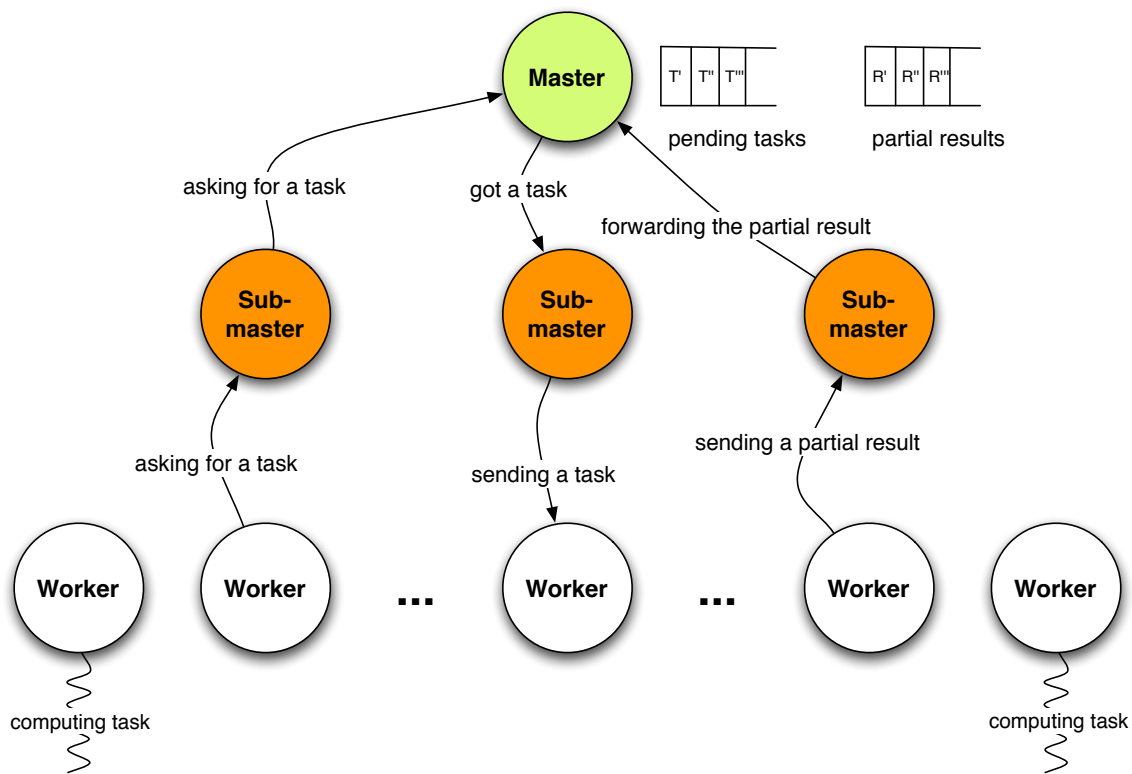 Master
T' T'' T'''
R' R'' R'''
pending tasks
partial results
asking for a task
got a task
forwarding the partial result
Sub-
master
Sub-
master
Sub-
master
asking for a task
sending a task
sending a partial result
Worker
Worker
...
Worker
...
Worker
Worker
computing task
computing task